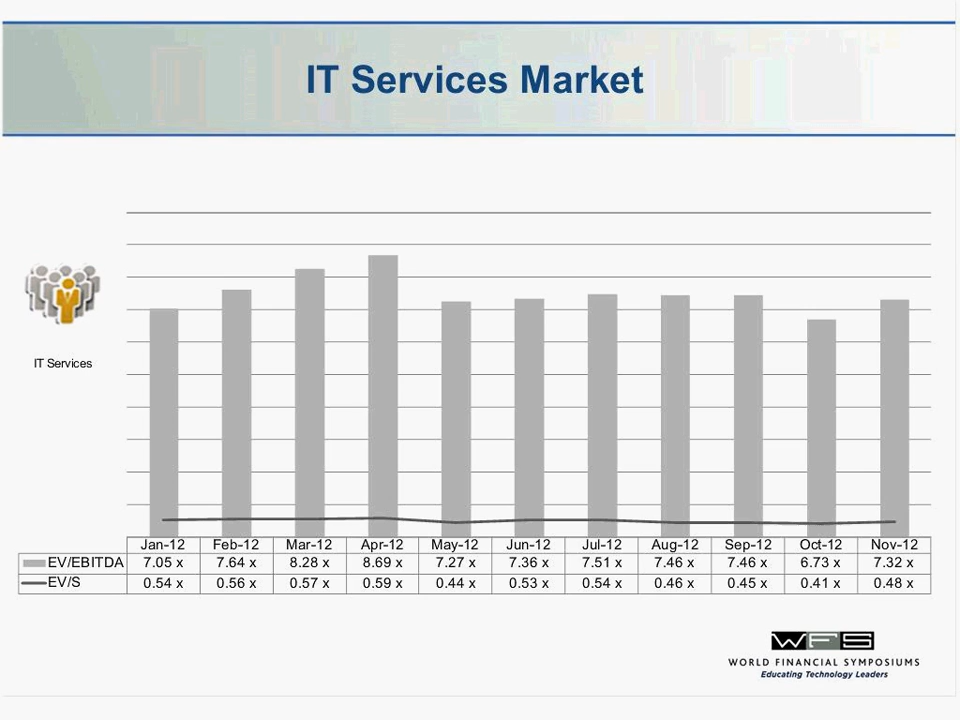 IT Services Market
IT Services
Jan-12 Feb-12 Mar-12 Apr-12 May-12 Jun-12 Jul-12 Aug-12 Sep-12 Oct-12 Nov-12
EV/EBITDA 7.05 x 7.64 x 8.28 x 8.69 x 7.27 x 7.36 x 7.51 x 7.46 x 7.46 x 6.73 x 7.32 x
EV/S 0.54 x 0.56 x 0.57 x 0.59 x 0.44 x 0.53 x 0.54 x 0.46 x 0.45 x 0.41 x 0.48 x
WFS
WORLD FINANCIAL SYMPOSIUMS
Educating Technology Leaders